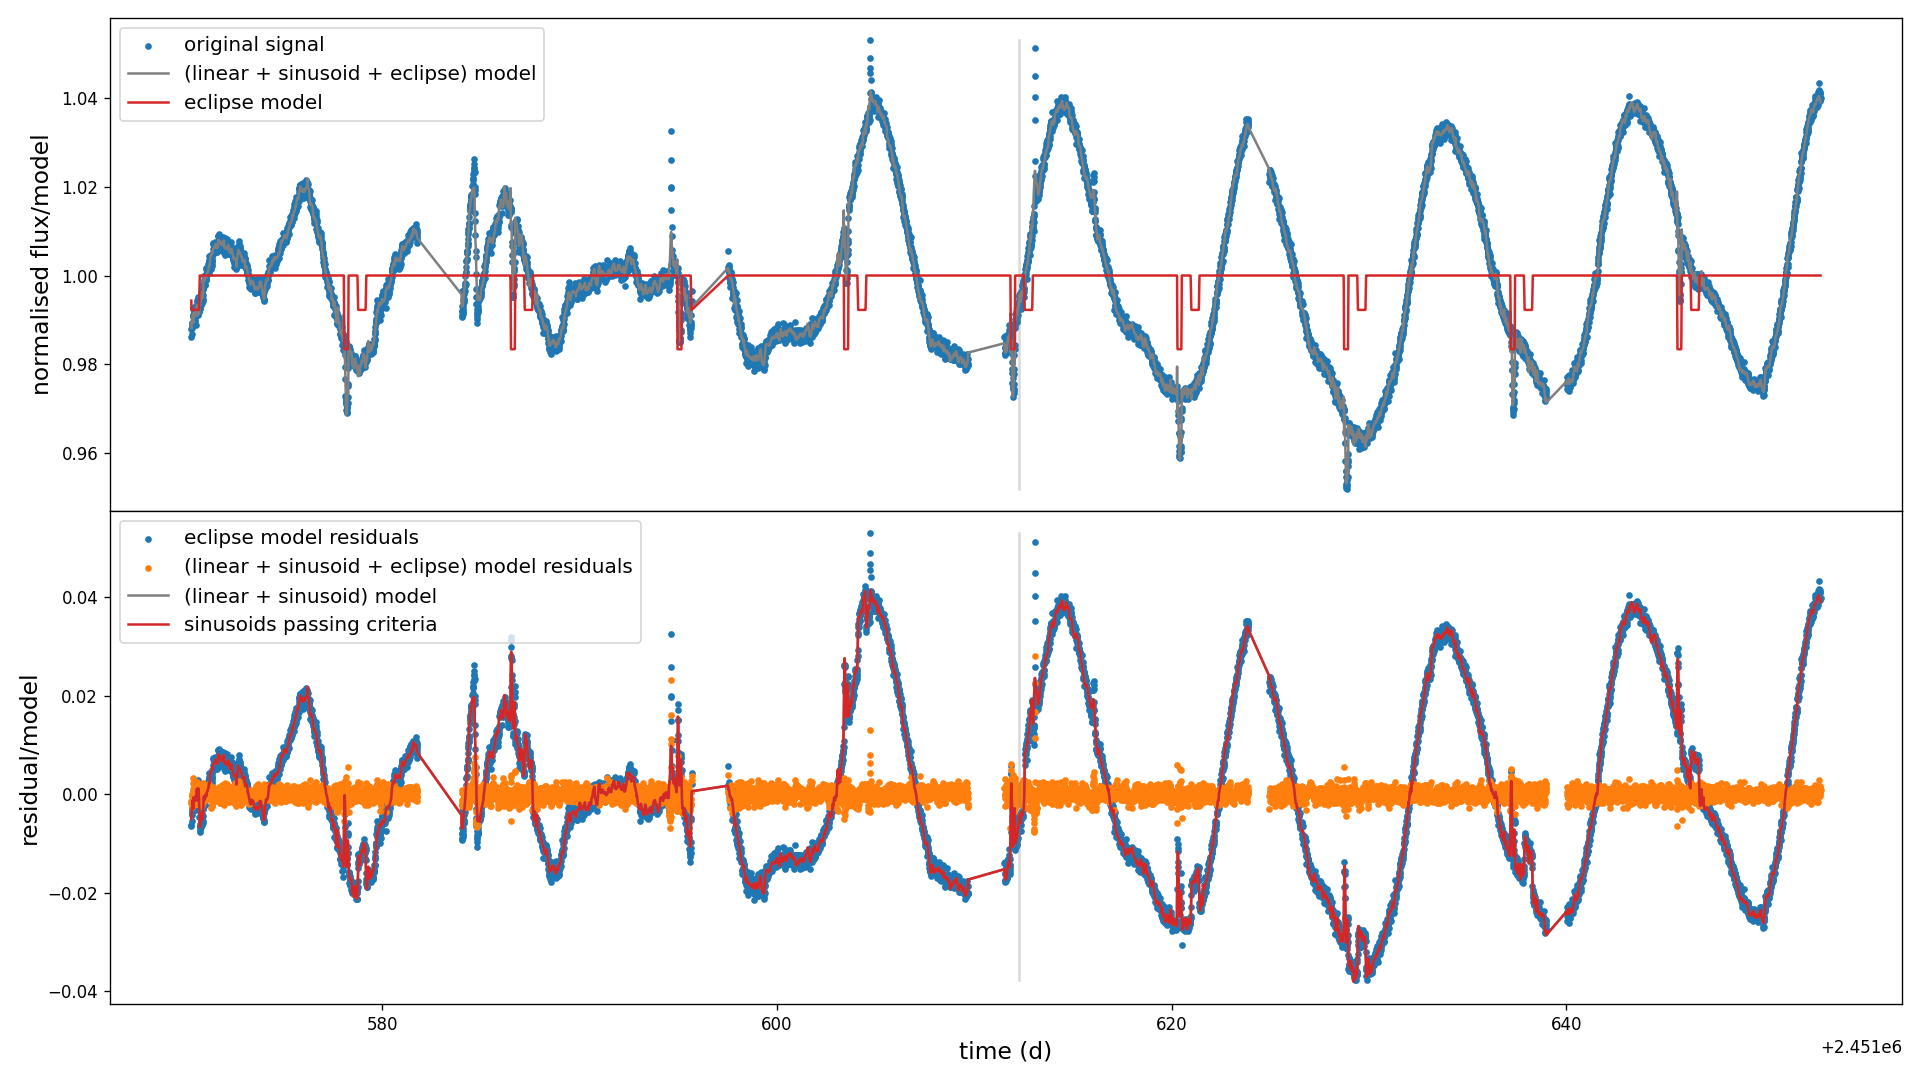 original signal
(linear + sinusoid + eclipse) model
eclipse model
1.04
1.02
1.00
0.98
0.96
normalised flux/model
eclipse model residuals
(linear + sinusoid + eclipse) model residuals
(linear + sinusoid) model
sinusoids passing criteria
0.04
0.02
0.00
−0.02
−0.04
residual/model
580
600
620
640
time (d)
+2.451e6